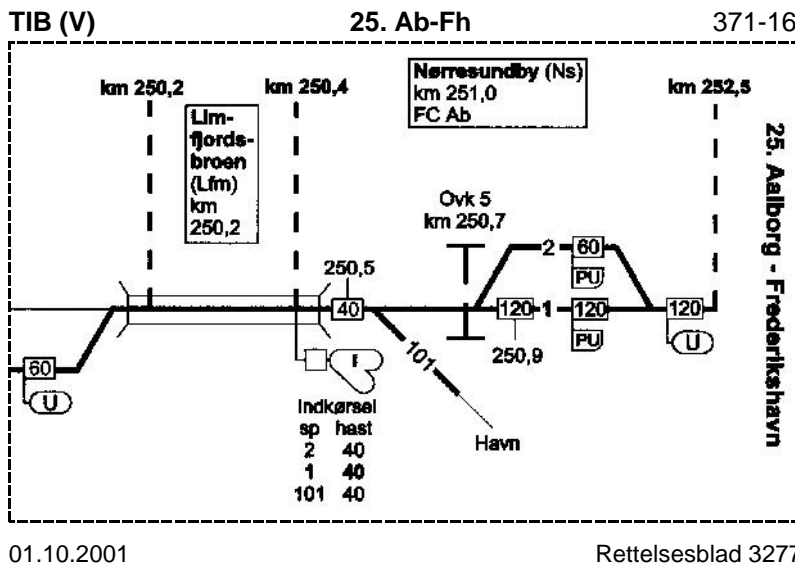 TIB (V) 25. Ab-Fh 371-16
km 250,2 km 250,4 km 252,5
Lim-
fjords-
broen
(Lfm)
km
250,2
Nørresundby (Ns)
km 251,0
FC Ab
Ovk 5
km 250,7
250,5
2 60
PU
40 120 1 120 120
PU U
250,9
60
U
I
101
Havn
Indkørsel
sp hast
2 40
1 40
101 40
25. Aalborg - Frederikshavn
01.10.2001 Rettelsesblad 3277